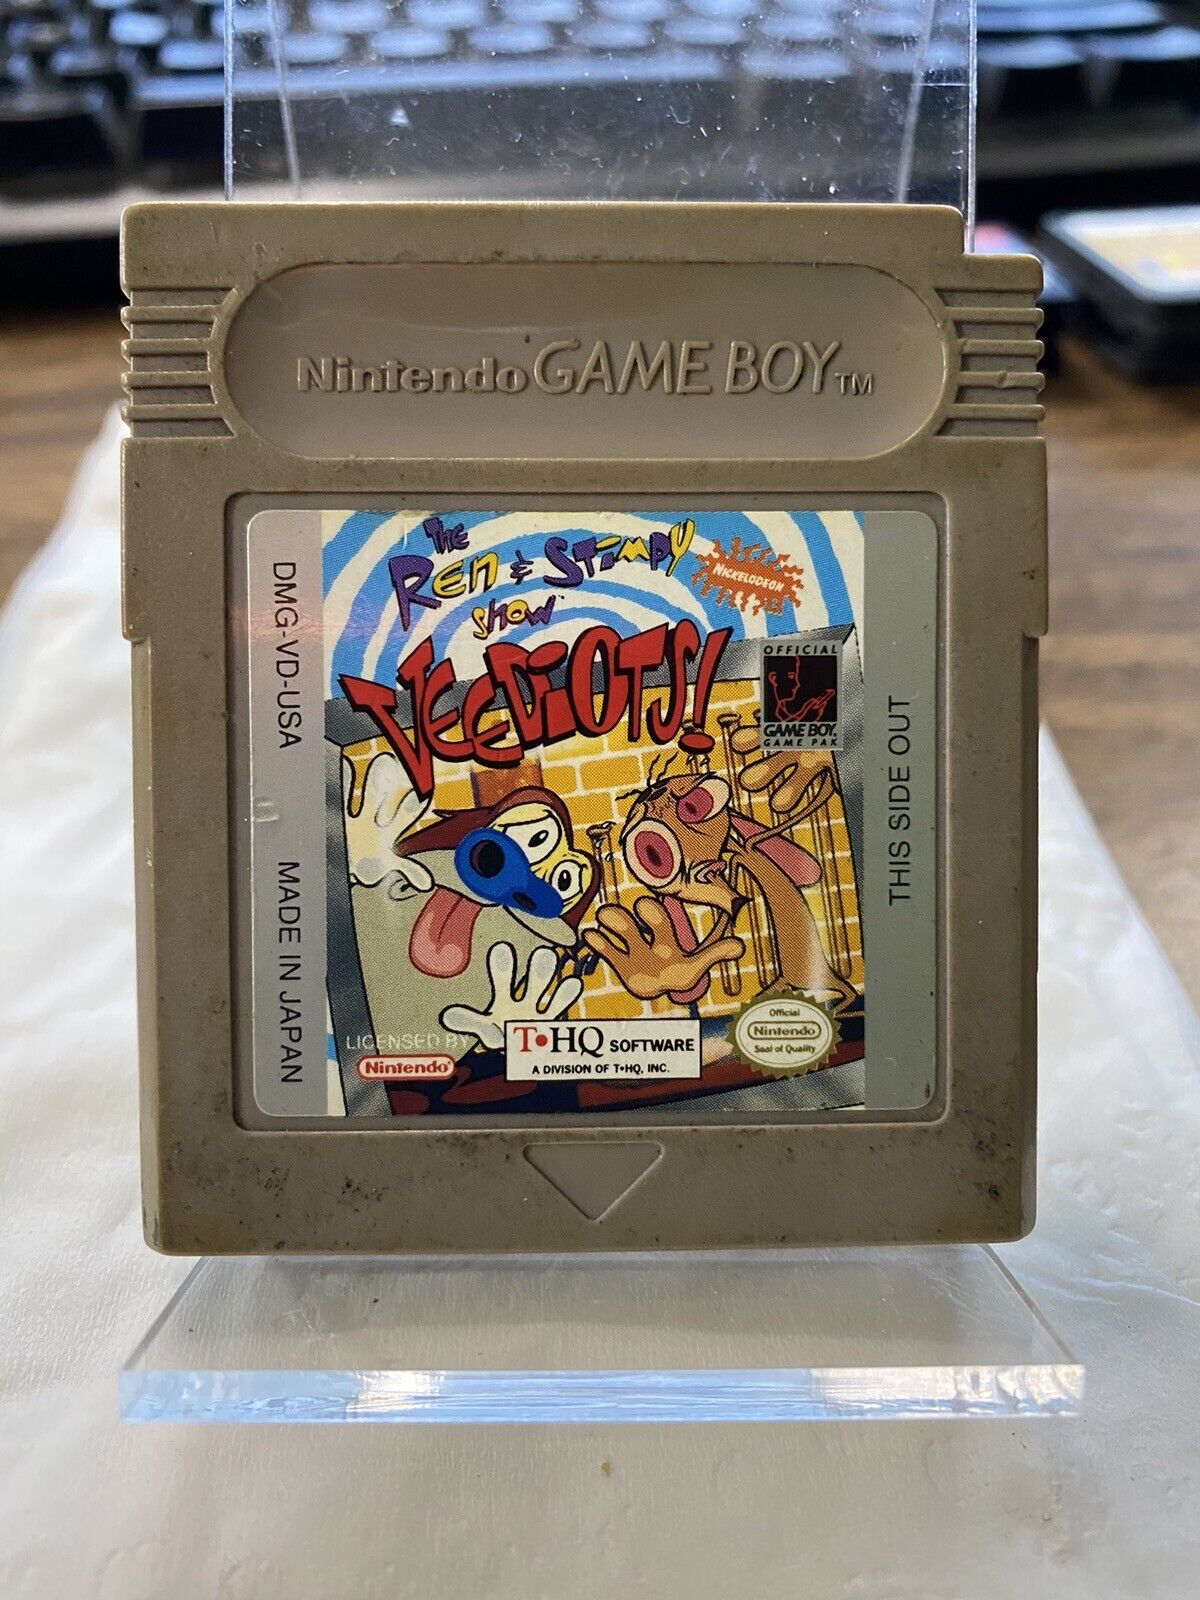 Nintendo GAME BOY TM
DMG-VD-USA MADE IN JAPAN
THE
REN & STIMPY
SHOW
NICKELODEON
VEEDIOTS!
OFFICIAL
GAME BOY
GAME PAK
THIS SIDE OUT
LICENSED BY
Nintendo
T•HQ SOFTWARE
A DIVISION OF T•HQ, INC.
Official
Nintendo
Seal of Quality